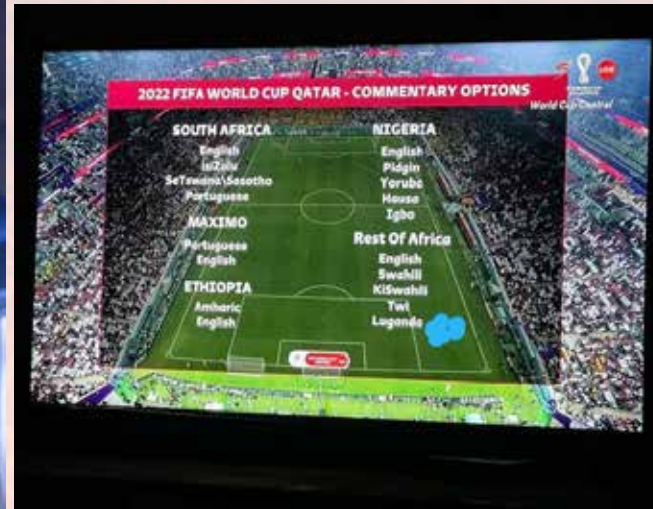 2022 FIFA WORLD CUP QATAR - COMMENTARY OPTIONS
World Cup Central
SOUTH AFRICA
English
isiZulu
SeTswana\Sesotho
Portuguese
MAXIMO
Portuguese
English
ETHIOPIA
Amharic
English
NIGERIA
English
Pidgin
Yoruba
Hausa
Igbo
Rest Of Africa
English
Swahili
KiSwahili
Twi
Luganda